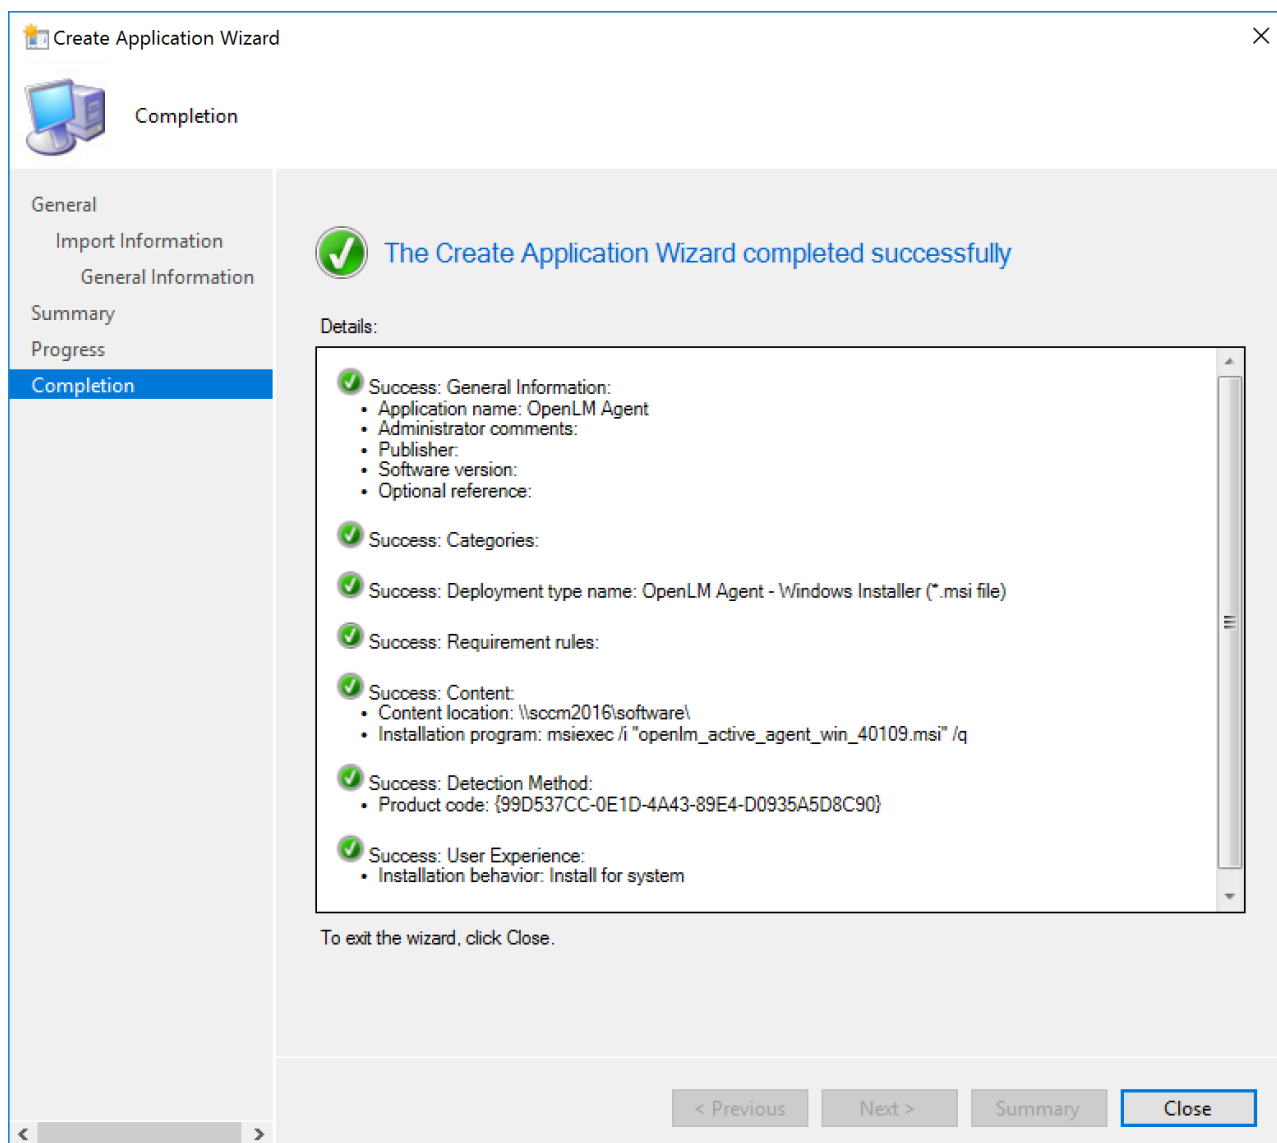 Create Application Wizard
Completion
General
Import Information
General Information
Summary
Progress
Completion
The Create Application Wizard completed successfully
Details:
Success: General Information:
• Application name: OpenLM Agent
• Administrator comments:
• Publisher:
• Software version:
• Optional reference:
Success: Categories:
Success: Deployment type name: OpenLM Agent - Windows Installer (*.msi file)
Success: Requirement rules:
Success: Content:
• Content location: \\sccm2016\software\
• Installation program: msiexec /i "openlm_active_agent_win_40109.msi" /q
Success: Detection Method:
• Product code: {99D537CC-0E1D-4A43-89E4-D0935A5D8C90}
Success: User Experience:
• Installation behavior: Install for system
To exit the wizard, click Close.
< Previous
Next >
Summary
Close